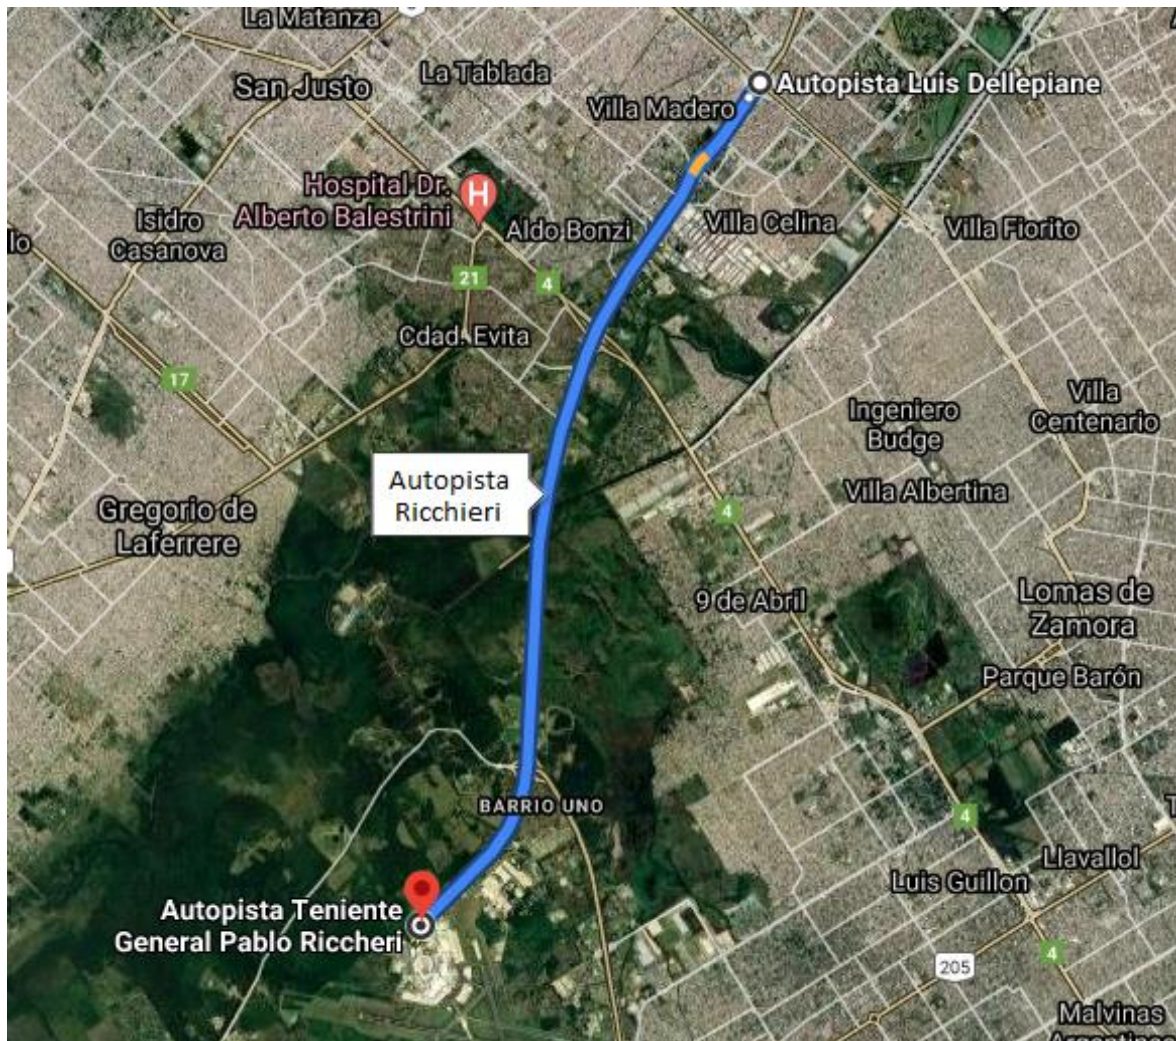 La Matanza
La Tablada
San Justo
Autopista Luis Dellepiane
Villa Madero
Hospital Dr.
Alberto Balestrini
H
Isidro
Casanova
Aldo Bonzi
Villa Celina
Villa Fiorito
lo
21
4
Cdad. Evita
17
Villa
Centenario
Ingeniero
Budge
Autopista
Ricchieri
Villa Albertina
Gregorio de
Laferrere
4
9 de Abril
Lomas de
Zamora
Parque Barón
BARRIO UNO
4
Llavallol
Luis Guillon
Autopista Teniente
General Pablo Riccheri
4
205
Malvinas
Argentinas